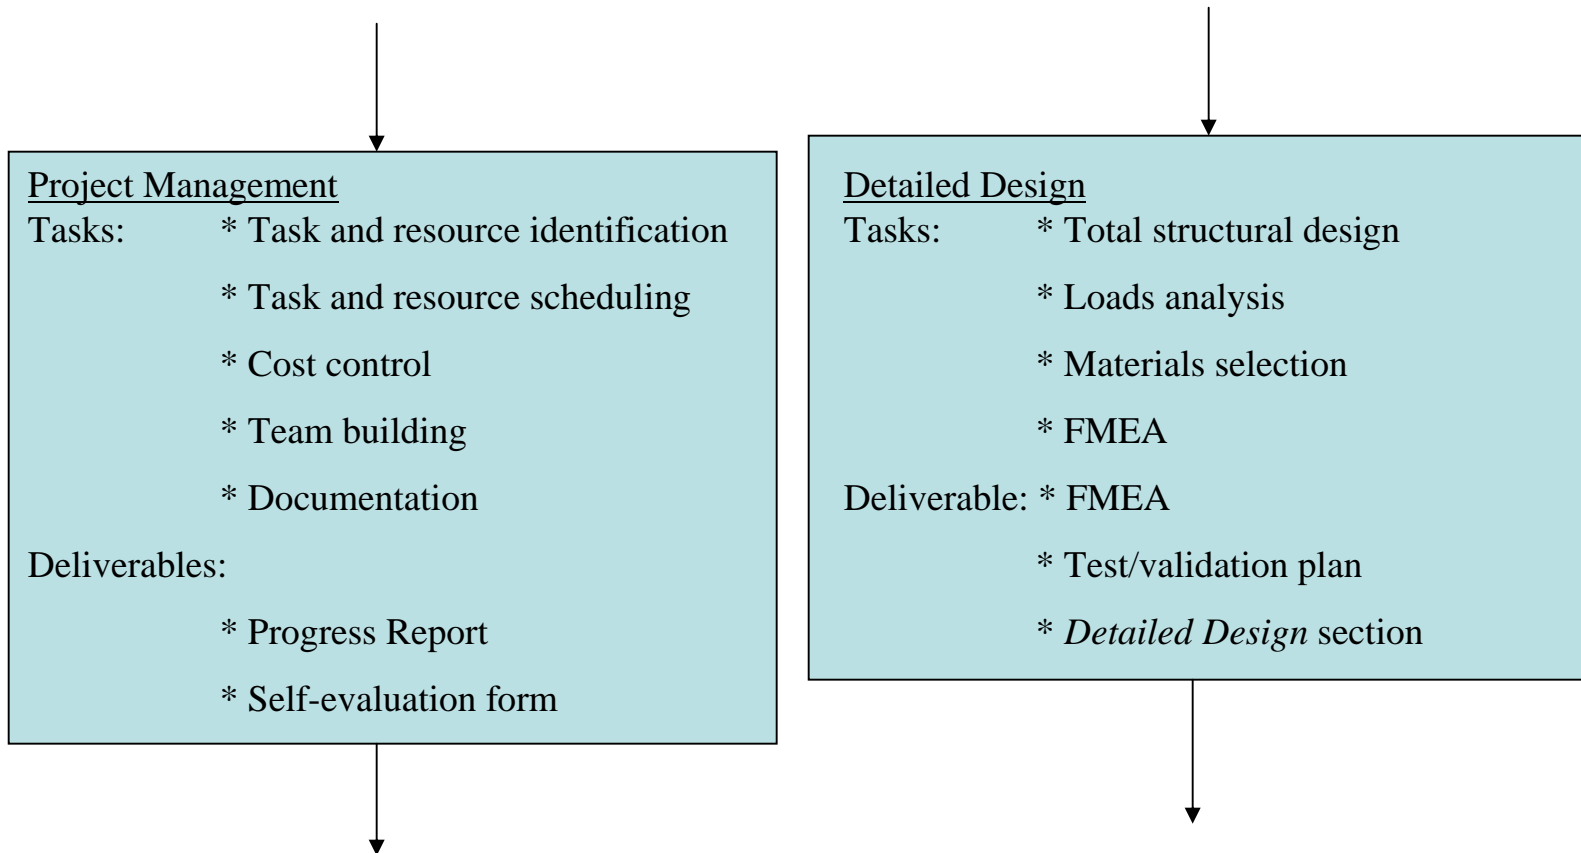 Project Management
Tasks: * Task and resource identification
* Task and resource scheduling
* Cost control
* Team building
* Documentation
Deliverables:
* Progress Report
* Self-evaluation form
Detailed Design
Tasks: * Total structural design
* Loads analysis
* Materials selection
* FMEA
Deliverable: * FMEA
* Test/validation plan
* Detailed Design section